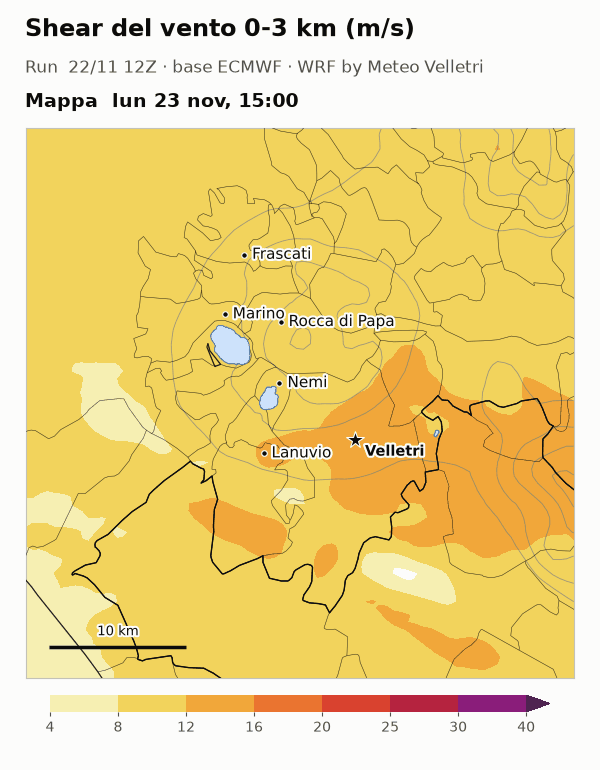 Shear del vento 0-3 km (m/s)
Run  22/11 12Z · base ECMWF · WRF by Meteo Velletri
Mappa  lun 23 nov, 15:00
Frascati
Marino
Rocca di Papa
Nemi
Velletri
Lanuvio
10 km
4 8 12 16 20 25 30 40